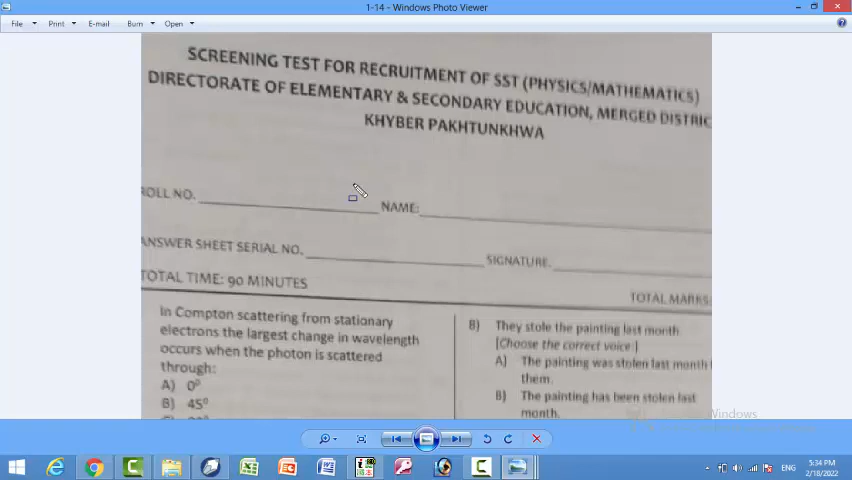 1-14 - Windows Photo Viewer
File Print E-mail Burn Open
SCREENING TEST FOR RECRUITMENT OF SST (PHYSICS/MATHEMATICS)
DIRECTORATE OF ELEMENTARY & SECONDARY EDUCATION, MERGED DISTRIC
KHYBER PAKHTUNKHWA
ROLL NO. NAME:
ANSWER SHEET SERIAL NO. SIGNATURE.
TOTAL TIME: 90 MINUTES
TOTAL MARKS:
In Compton scattering from stationary
electrons the largest change in wavelength
occurs when the photon is scattered
through:
A) 0⁰
B) 45⁰
8) They stole the painting last month.
[Choose the correct voice:]
A) The painting was stolen last month
them.
B) The painting has been stolen last
month.
Windows
ENG
5:34 PM
2/18/2022